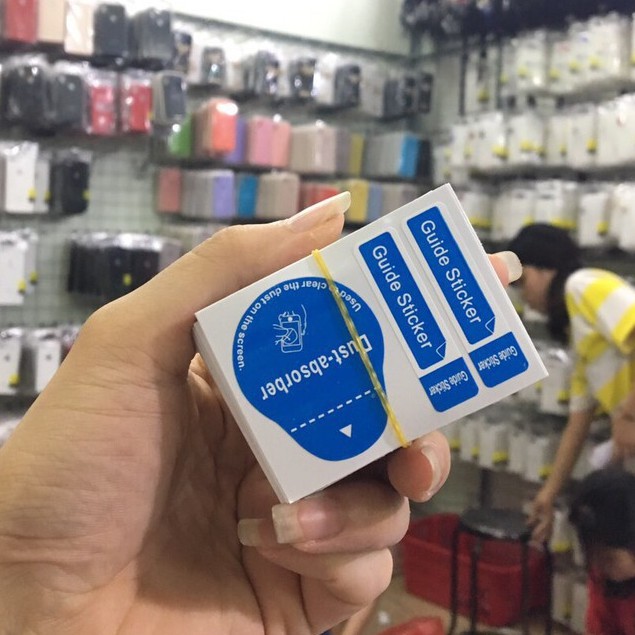 Used to clear the dust on the screen.
Dust-absorber
Guide Sticker
Guide Sticker
Guide Sticker
Guide Sticker